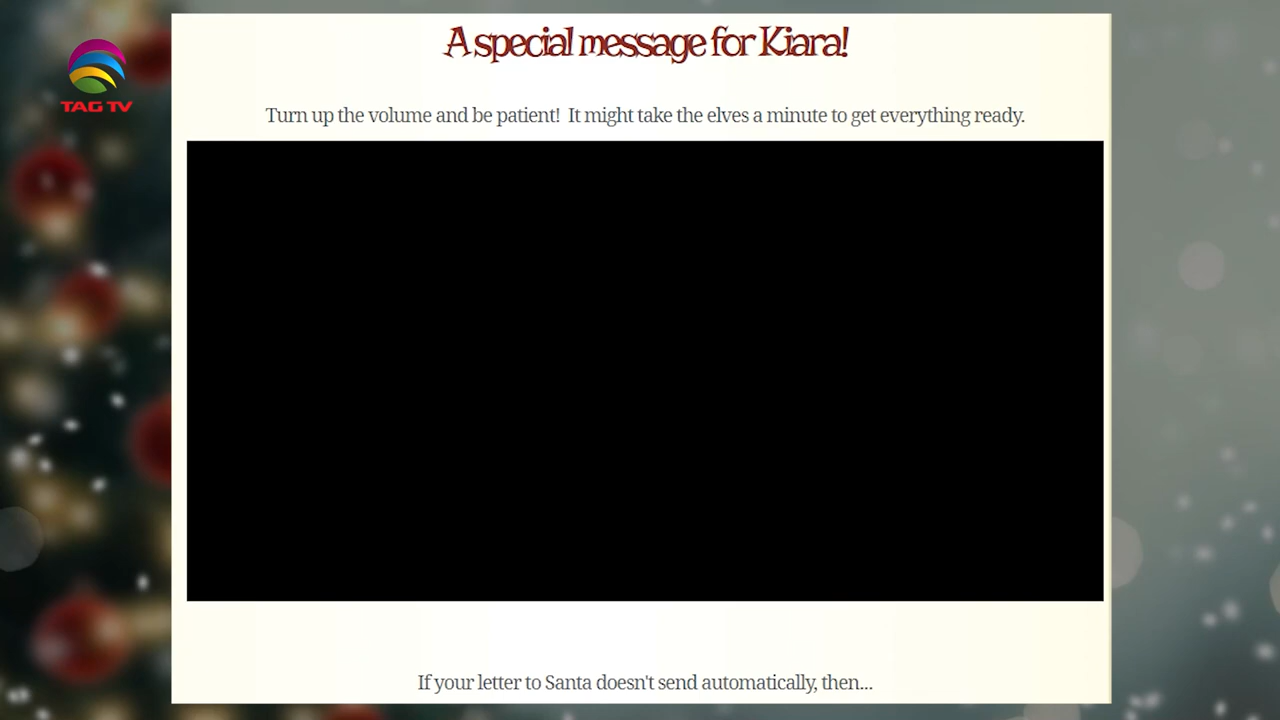 A special message for Kiara!
TAG TV
Turn up the volume and be patient!  It might take the elves a minute to get everything ready.
If your letter to Santa doesn't send automatically, then...